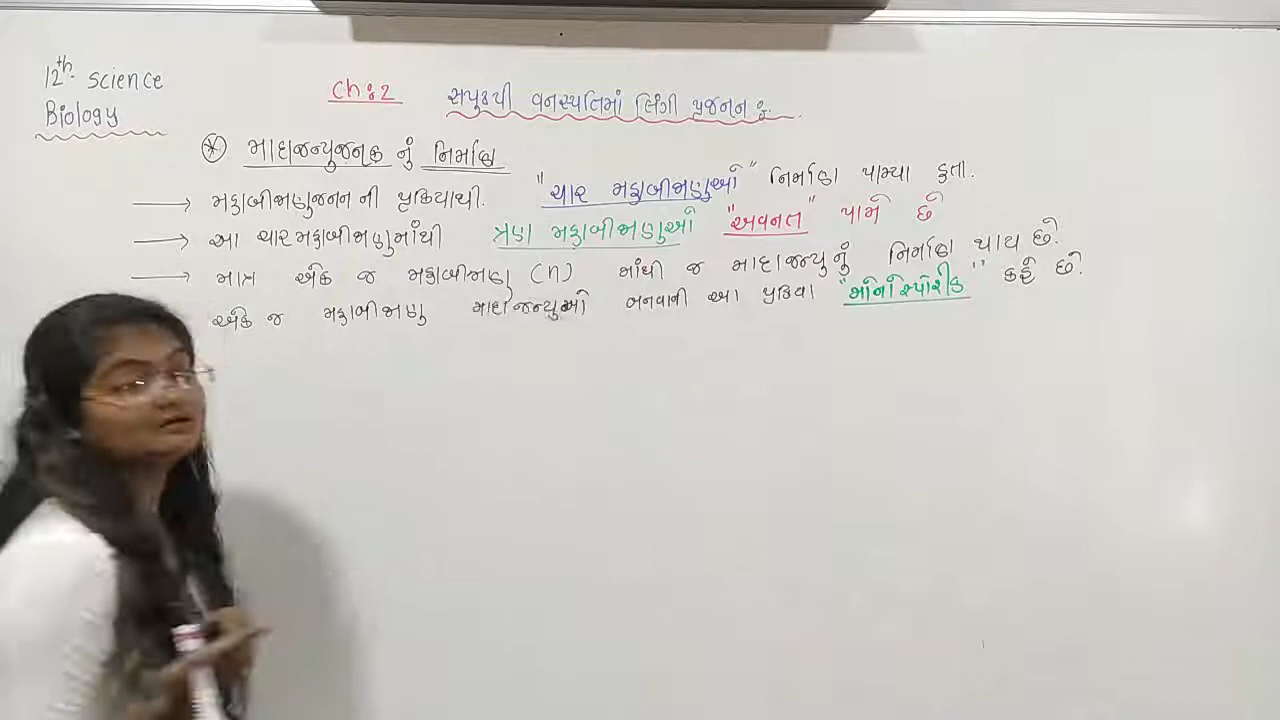 12th science
Biology
Ch:2 સપુષ્પી વનસ્પતિમાં લિંગી પ્રજનન :
* માદાજન્યુજનક નું નિર્માણ
→ મહાબીજાણુજનન ની પ્રક્રિયાથી. "ચાર મહાબીજાણુઓ" નિર્માણ પામ્યા હતા.
→ આ ચારમહાબીજાણુમાંથી ત્રણ મહાબીજાણુઓ "અવનત" પામે છે
→ માત્ર એક જ મહાબીજાણુ (n) માંથી જ માદાજન્યુનું નિર્માણ થાય છે.
એક જ મહાબીજાણુ માદાજન્યુઓ બનવાની આ પ્રક્રિયા "મોનોસ્પોરીક" કહે છે.